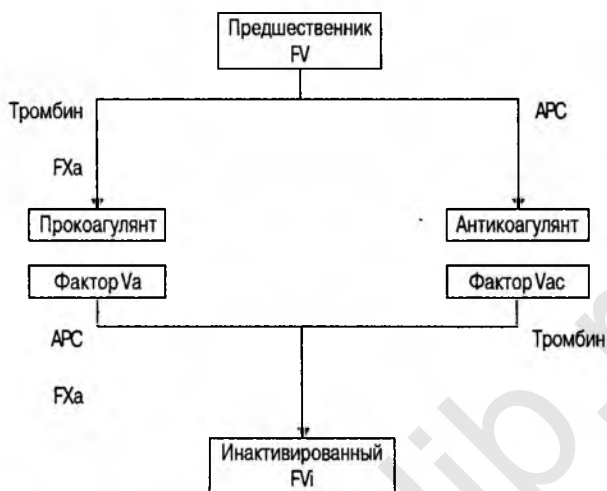 Предшественник
FV
Тромбин
APC
FXa
Прокоагулянт
Антикоагулянт
Фактор Va
Фактор Vac
APC
Тромбин
FXa
Инактивированный
FVi